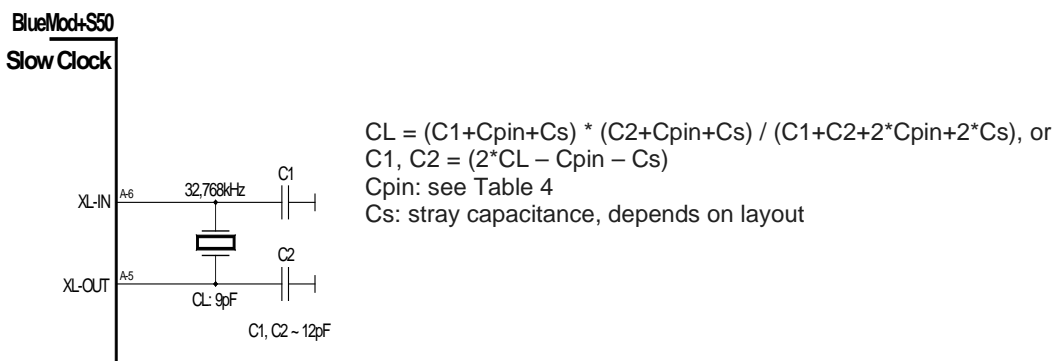 BlueMod+S50
Slow Clock
CL = (C1+Cpin+Cs) * (C2+Cpin+Cs) / (C1+C2+2*Cpin+2*Cs), or
C1, C2 = (2*CL – Cpin – Cs)
Cpin: see Table 4
Cs: stray capacitance, depends on layout
C1
XL-IN A-6 32,768kHz
C2
XL-OUT A-5
CL: 9pF
C1, C2 ~ 12pF